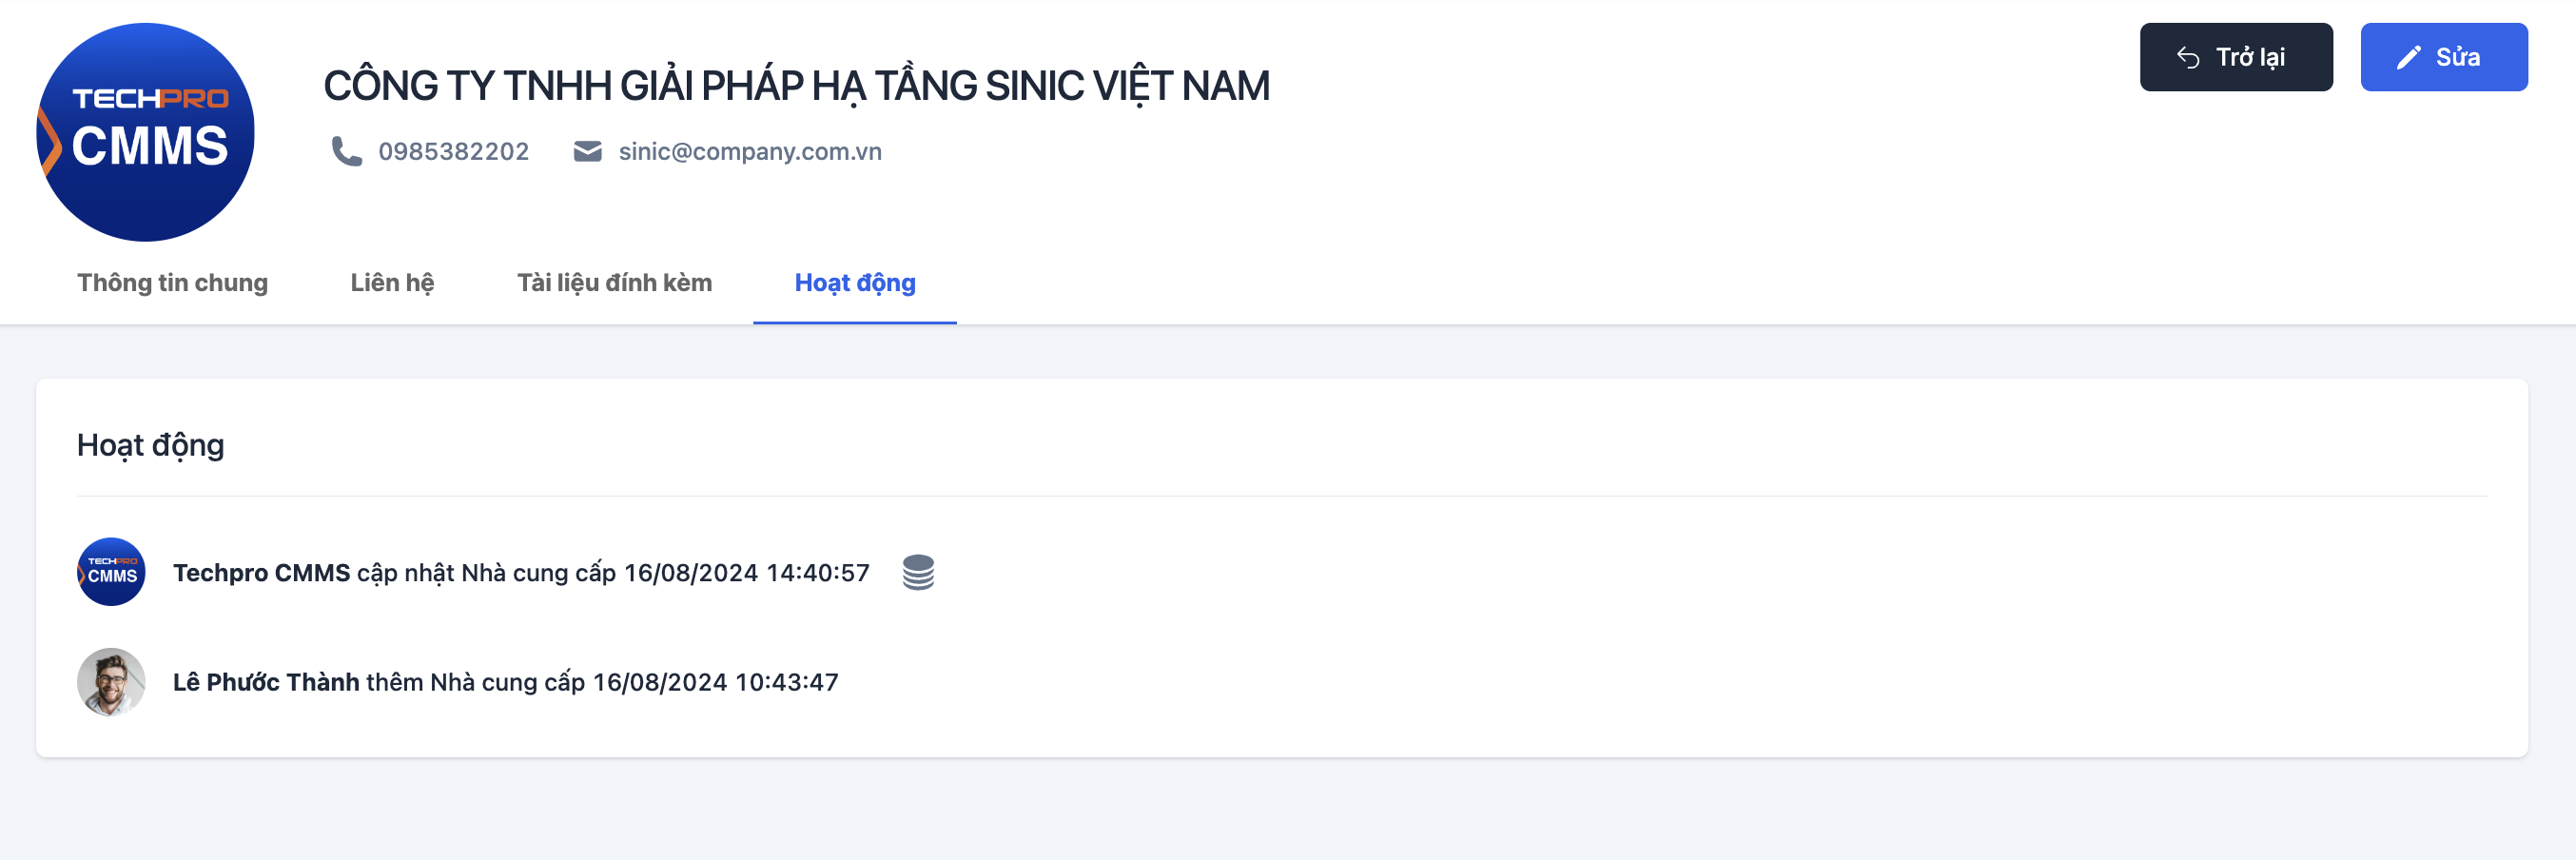 TECHPRO
CMMS
CÔNG TY TNHH GIẢI PHÁP HẠ TẦNG SINIC VIỆT NAM
0985382202 sinic@company.com.vn
Trở lại Sửa
Thông tin chung Liên hệ Tài liệu đính kèm Hoạt động
Hoạt động
TECHPRO
CMMS
Techpro CMMS cập nhật Nhà cung cấp 16/08/2024 14:40:57
Lê Phước Thành thêm Nhà cung cấp 16/08/2024 10:43:47